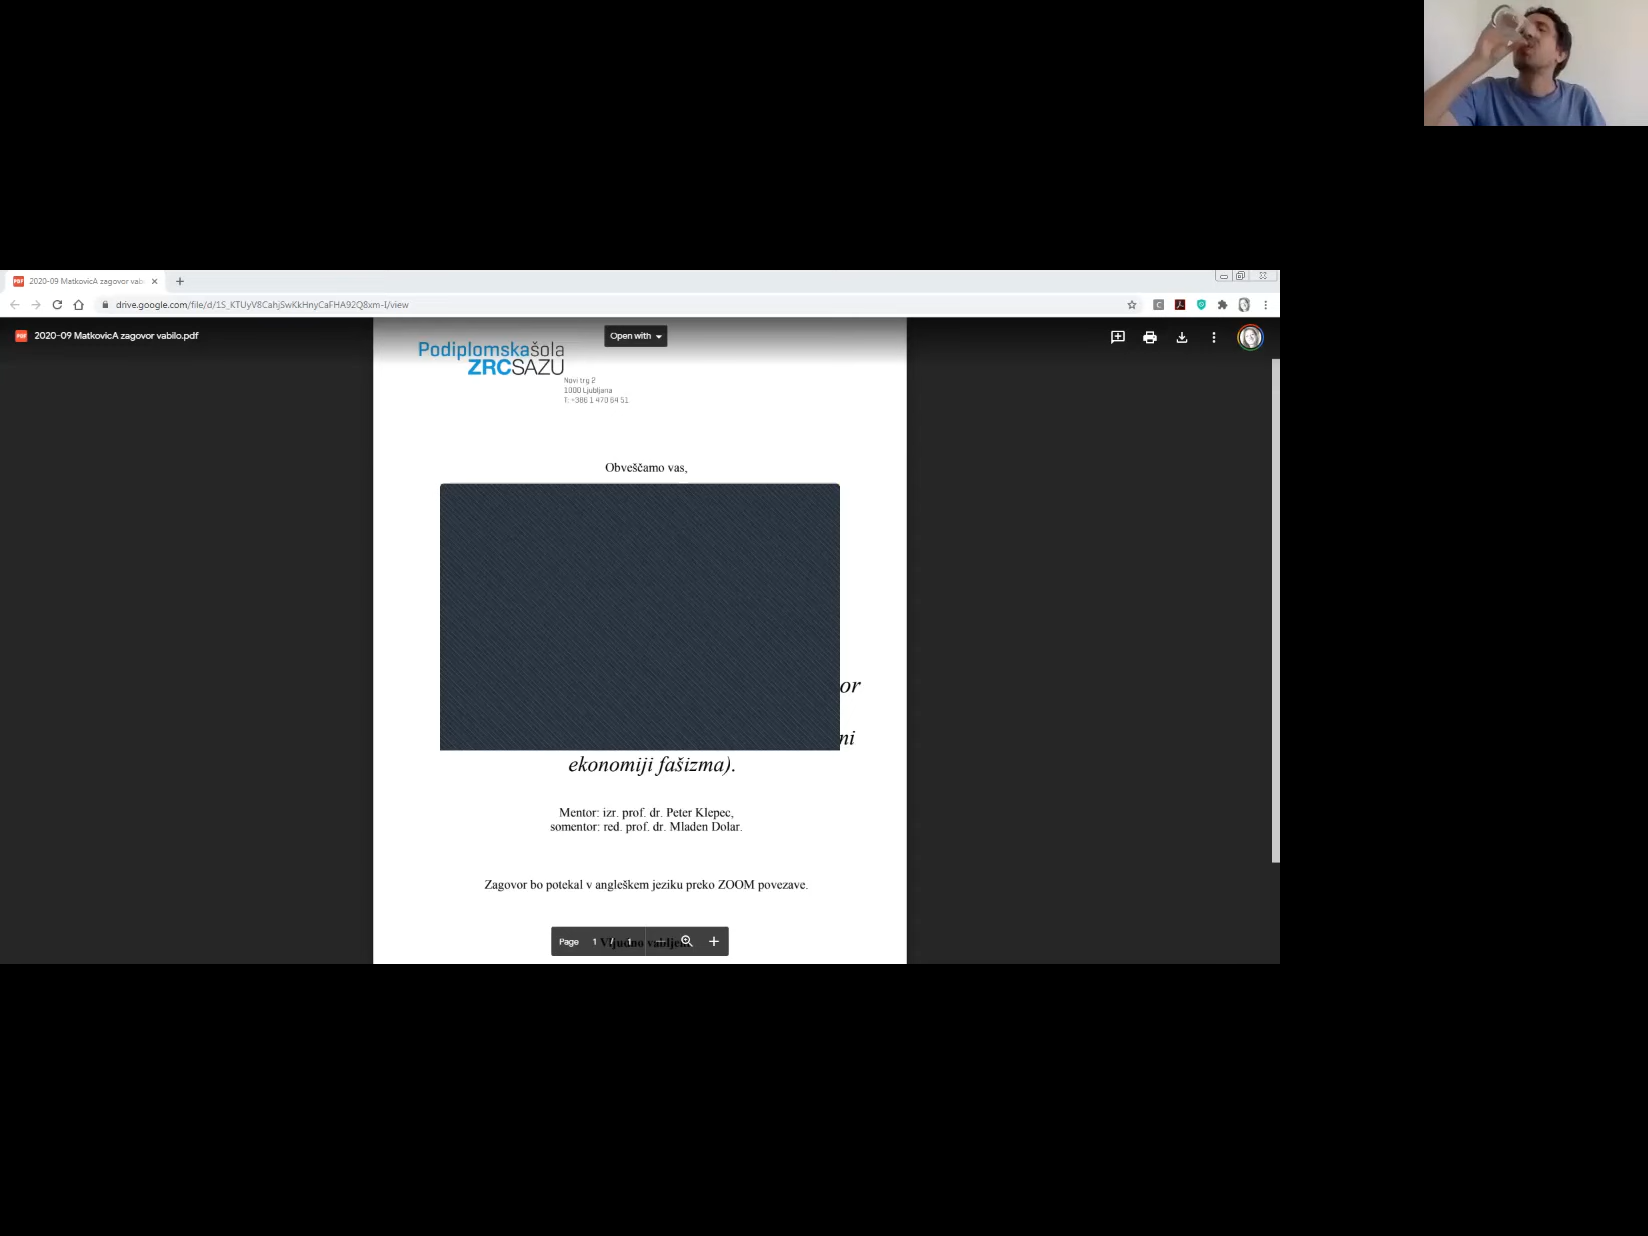 2020-09 MatkovicA zagovor vab
drive.google.com/file/d/1S_KTUyV8CahjSwKkHnyCaFHA92Q8xm-I/view
2020-09 MatkovicA zagovor vabilo.pdf
Open with
Podiplomskašola
ZRCSAZU
Novi trg 2
1000 Ljubljana
T: +386 1 470 64 51
Obveščamo vas,
or
ni
ekonomiji fašizma).
Mentor: izr. prof. dr. Peter Klepec,
somentor: red. prof. dr. Mladen Dolar.
Zagovor bo potekal v angleškem jeziku preko ZOOM povezave.
Page 1 / 1
Vljudno vabljeni